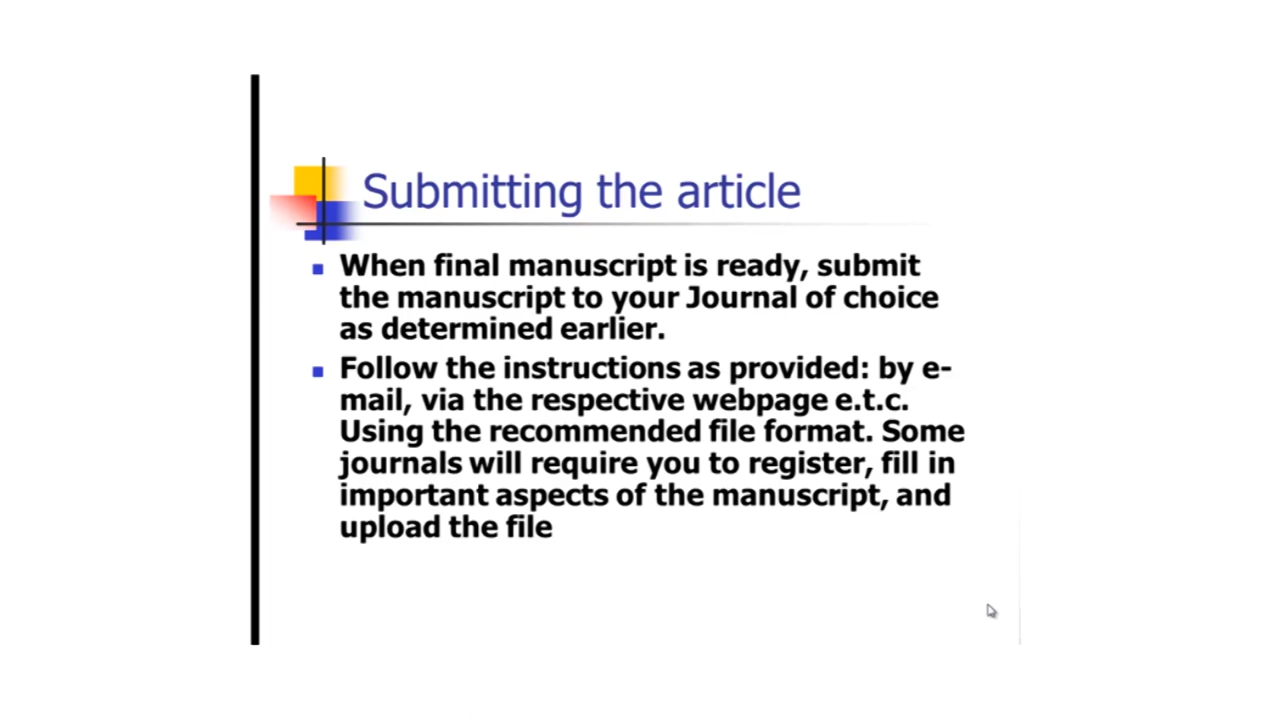 Submitting the article
When final manuscript is ready, submit
the manuscript to your Journal of choice
as determined earlier.
Follow the instructions as provided: by e-
mail, via the respective webpage e.t.c.
Using the recommended file format. Some
journals will require you to register, fill in
important aspects of the manuscript, and
upload the file